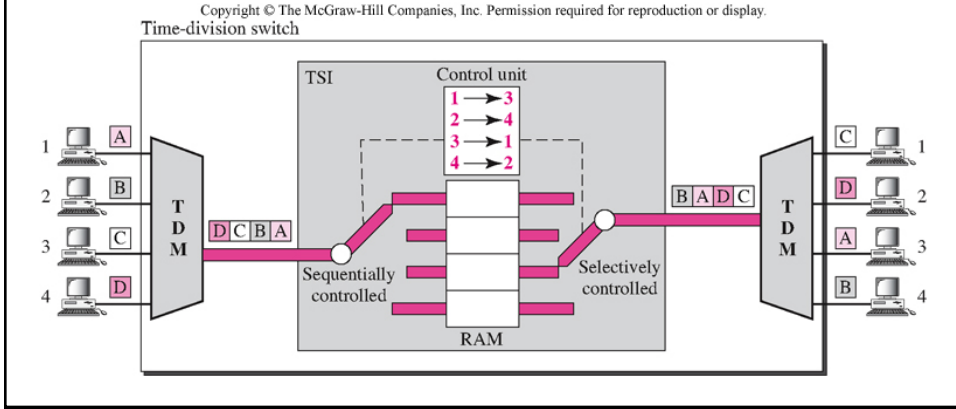 Copyright © The McGraw-Hill Companies, Inc. Permission required for reproduction or display.
Time-division switch
TSI
Control unit
1 → 3
2 → 4
3 → 1
4 → 2
1 A
2 B
3 C
4 D
T
D
M
D C B A
Sequentially
controlled
RAM
Selectively
controlled
B A D C
T
D
M
C 1
D 2
A 3
B 4